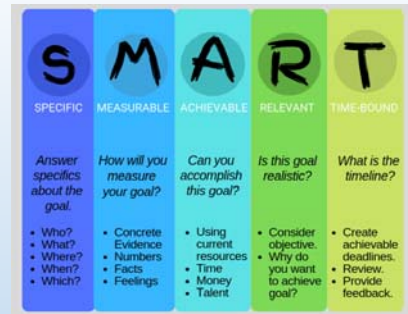 S M A R T
SPECIFIC MEASURABLE ACHIEVABLE RELEVANT TIME-BOUND
Answer
specifics
about the
goal.
• Who?
• What?
• Where?
• When?
• Which?
How will you
measure
your goal?
• Concrete
Evidence
• Numbers
• Facts
• Feelings
Can you
accomplish
this goal?
• Using
current
resources
• Time
• Money
• Talent
Is this goal
realistic?
• Consider
objective.
• Why do
you want
to achieve
goal?
What is the
timeline?
• Create
achievable
deadlines.
• Review.
• Provide
feedback.